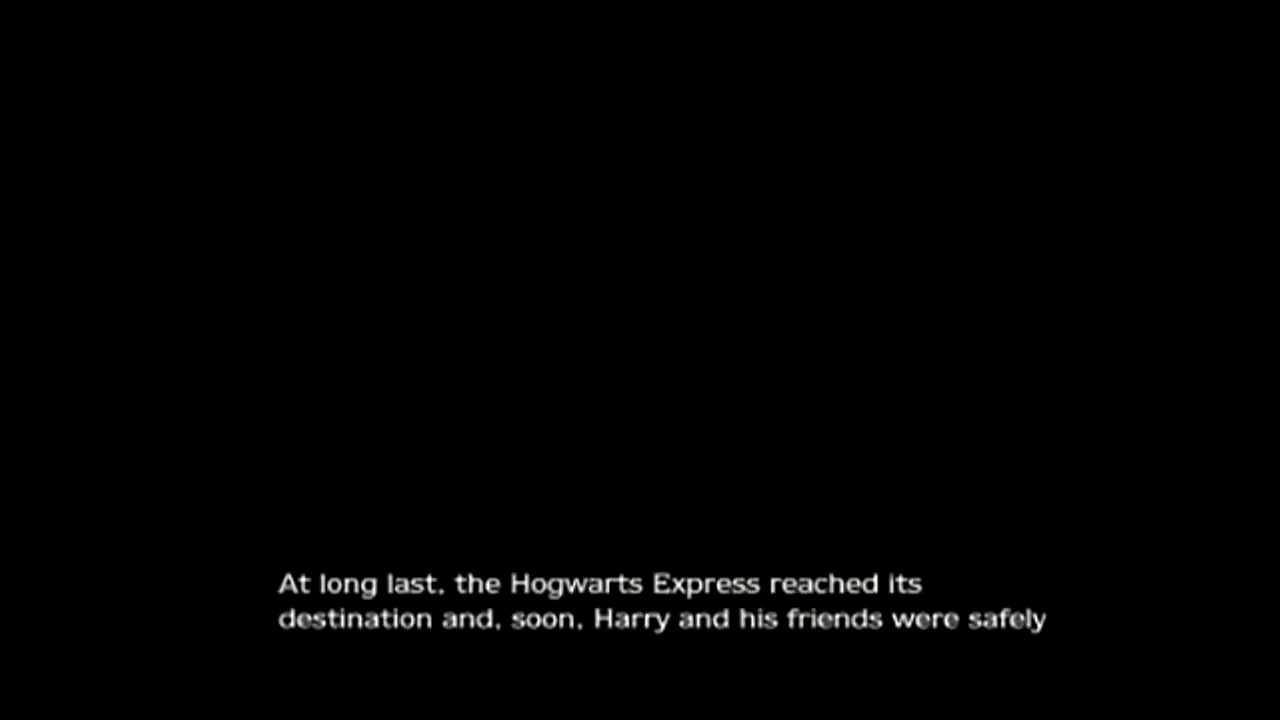 At long last, the Hogwarts Express reached its
destination and, soon, Harry and his friends were safely